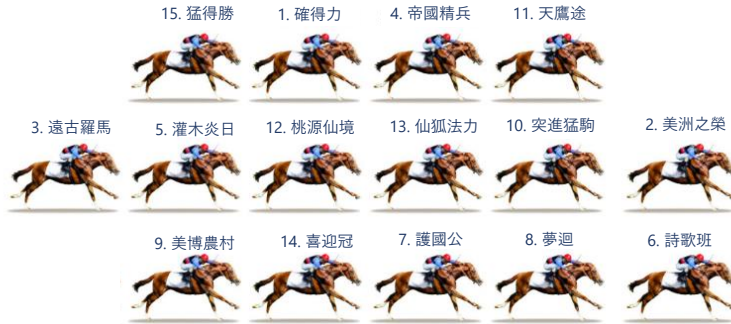 15. 猛得勝 1. 確得力 4. 帝國精兵 11. 天鷹途
3. 遠古羅馬 5. 灌木炎日 12. 桃源仙境 13. 仙狐法力 10. 突進猛駒 2. 美洲之榮
9. 美博農村 14. 喜迎冠 7. 護國公 8. 夢迴 6. 詩歌班